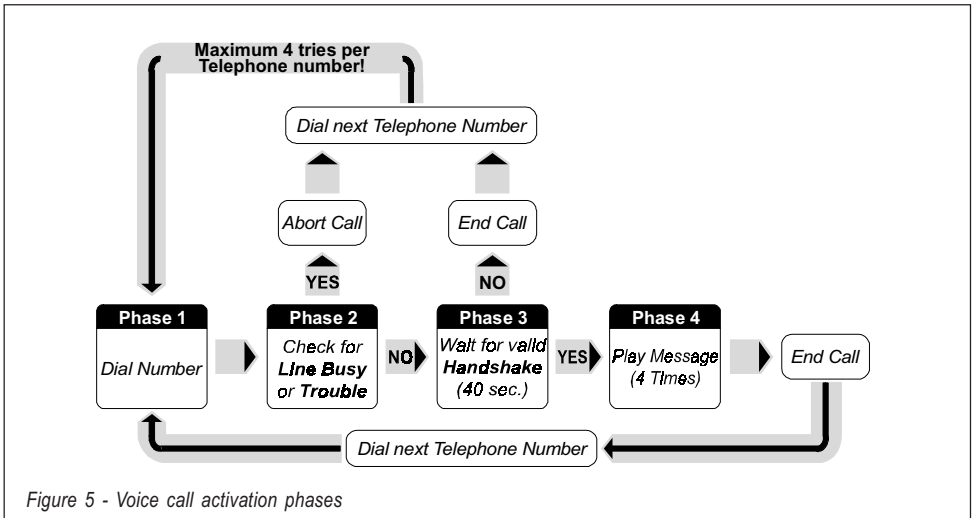 Maximum 4 tries per
Telephone number!
Dial next Telephone Number
Abort Call
End Call
YES
NO
Phase 1
Dial Number
Phase 2
Check for
Line Busy
or Trouble
NO
Phase 3
Wait for valid
Handshake
(40 sec.)
YES
Phase 4
Play Message
(4 Times)
End Call
Dial next Telephone Number
Figure 5 - Voice call activation phases